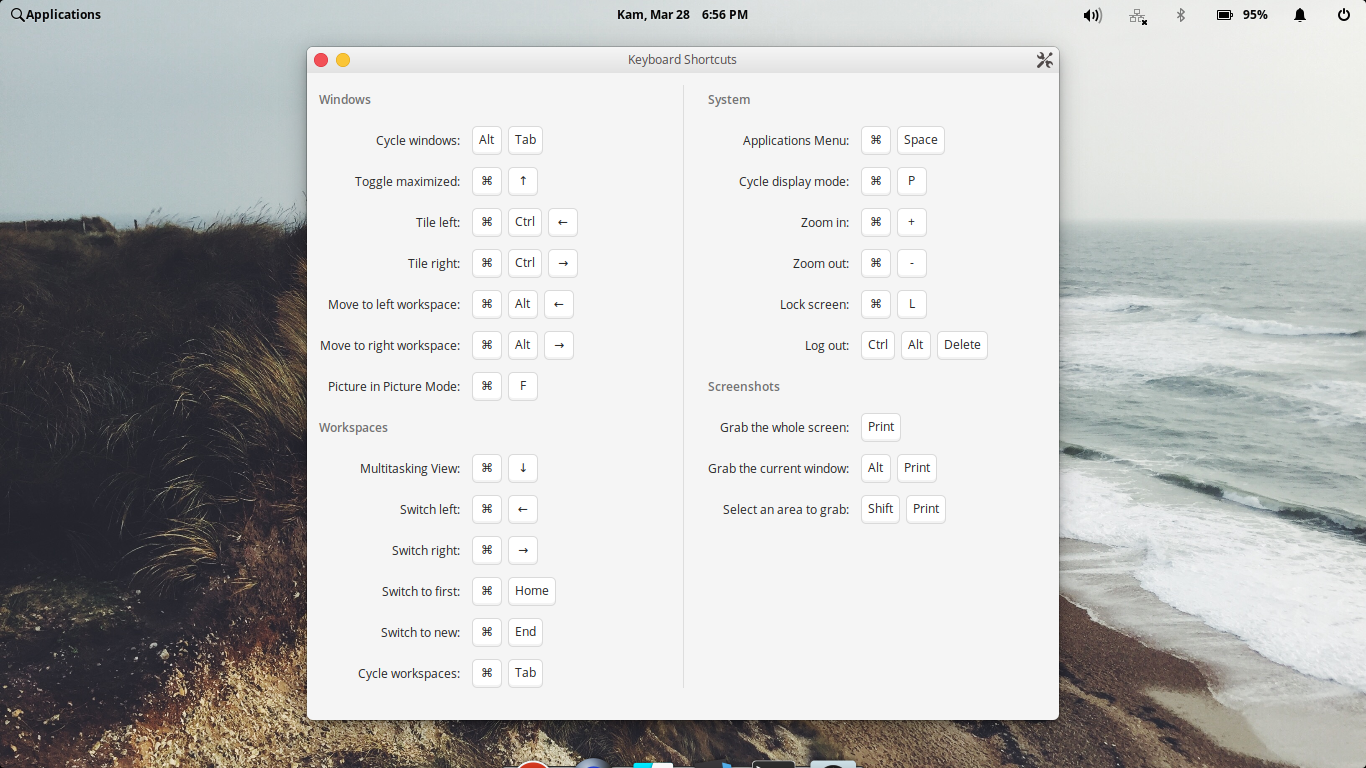 Applications
Kam, Mar 28 6:56 PM
95%
Keyboard Shortcuts
Windows
Cycle windows: Alt Tab
Toggle maximized: ⌘ ↑
Tile left: ⌘ Ctrl ←
Tile right: ⌘ Ctrl →
Move to left workspace: ⌘ Alt ←
Move to right workspace: ⌘ Alt →
Picture in Picture Mode: ⌘ F
Workspaces
Multitasking View: ⌘ ↓
Switch left: ⌘ ←
Switch right: ⌘ →
Switch to first: ⌘ Home
Switch to new: ⌘ End
Cycle workspaces: ⌘ Tab
System
Applications Menu: ⌘ Space
Cycle display mode: ⌘ P
Zoom in: ⌘ +
Zoom out: ⌘ -
Lock screen: ⌘ L
Log out: Ctrl Alt Delete
Screenshots
Grab the whole screen: Print
Grab the current window: Alt Print
Select an area to grab: Shift Print